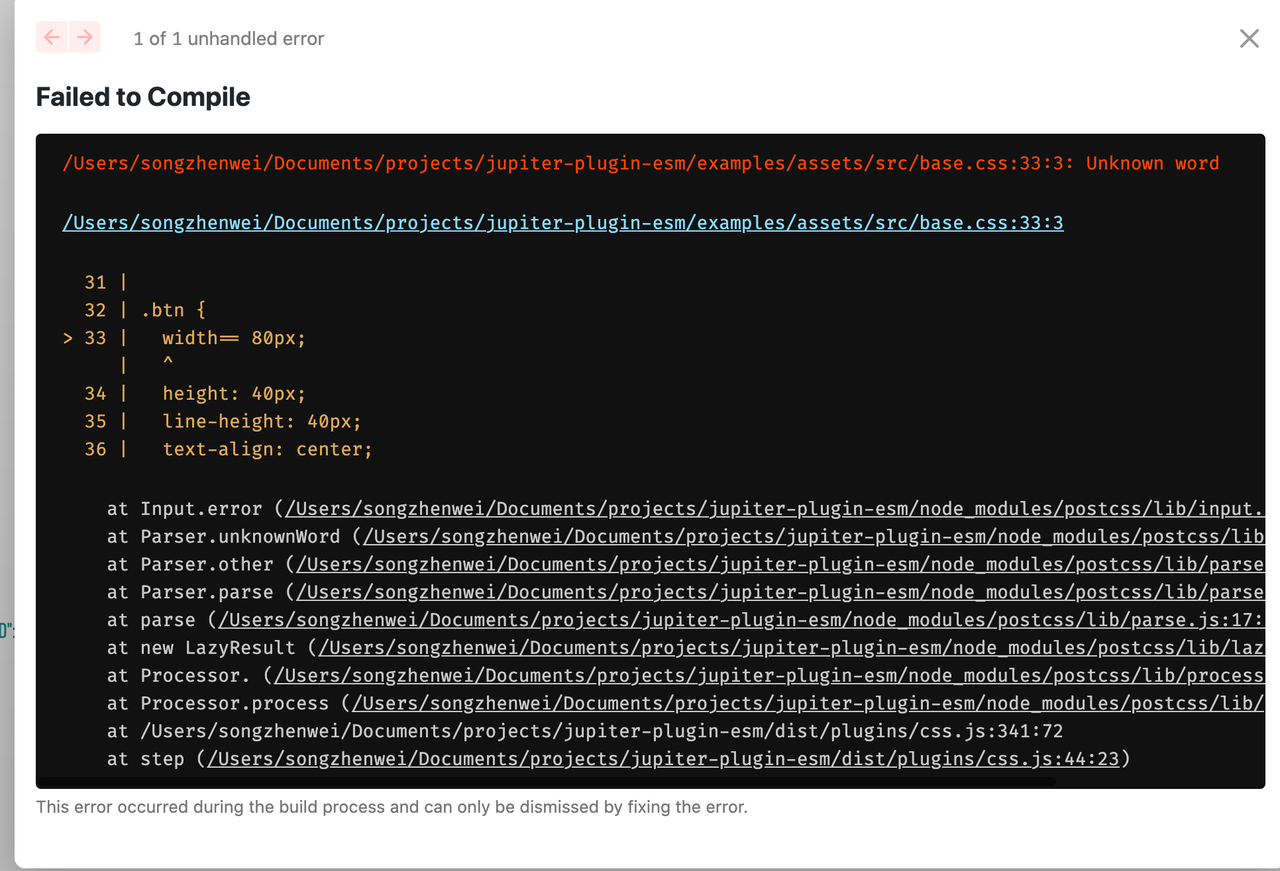 ← → 1 of 1 unhandled error
Failed to Compile
/Users/songzhenwei/Documents/projects/jupiter-plugin-esm/examples/assets/src/base.css:33:3: Unknown word
/Users/songzhenwei/Documents/projects/jupiter-plugin-esm/examples/assets/src/base.css:33:3
31 |
32 | .btn {
> 33 |   width== 80px;
|   ^
34 |   height: 40px;
35 |   line-height: 40px;
36 |   text-align: center;
at Input.error (/Users/songzhenwei/Documents/projects/jupiter-plugin-esm/node_modules/postcss/lib/input.
at Parser.unknownWord (/Users/songzhenwei/Documents/projects/jupiter-plugin-esm/node_modules/postcss/lib
at Parser.other (/Users/songzhenwei/Documents/projects/jupiter-plugin-esm/node_modules/postcss/lib/parse
at Parser.parse (/Users/songzhenwei/Documents/projects/jupiter-plugin-esm/node_modules/postcss/lib/parse
at parse (/Users/songzhenwei/Documents/projects/jupiter-plugin-esm/node_modules/postcss/lib/parse.js:17:
at new LazyResult (/Users/songzhenwei/Documents/projects/jupiter-plugin-esm/node_modules/postcss/lib/laz
at Processor. (/Users/songzhenwei/Documents/projects/jupiter-plugin-esm/node_modules/postcss/lib/process
at Processor.process (/Users/songzhenwei/Documents/projects/jupiter-plugin-esm/node_modules/postcss/lib/
at /Users/songzhenwei/Documents/projects/jupiter-plugin-esm/dist/plugins/css.js:341:72
at step (/Users/songzhenwei/Documents/projects/jupiter-plugin-esm/dist/plugins/css.js:44:23)
This error occurred during the build process and can only be dismissed by fixing the error.